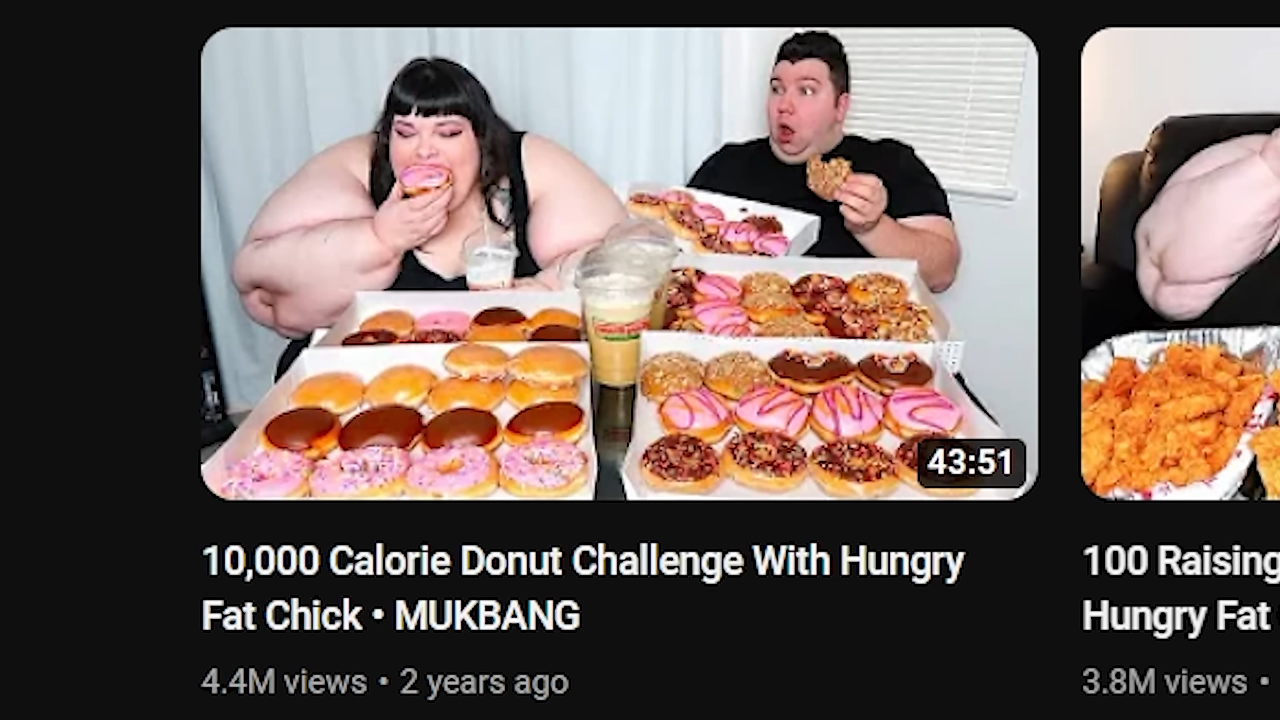 43:51
10,000 Calorie Donut Challenge With Hungry
Fat Chick • MUKBANG
4.4M views • 2 years ago
100 Raising
Hungry Fat
3.8M views •